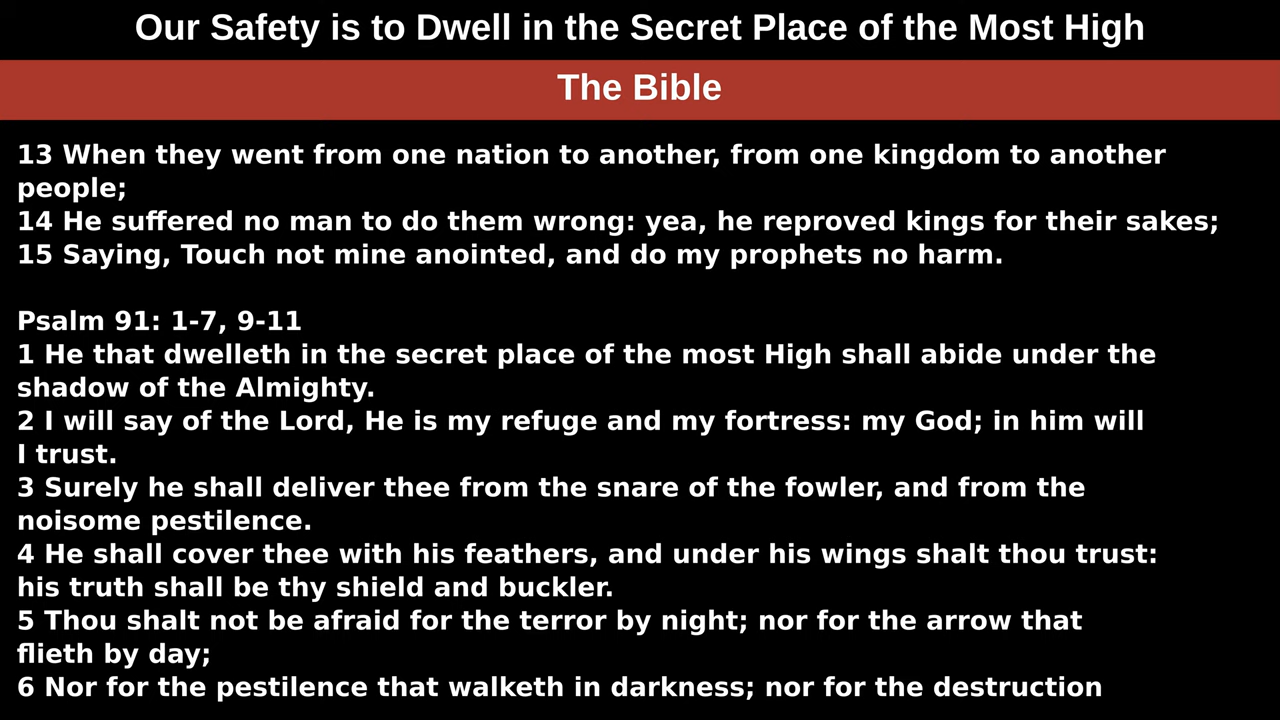 Our Safety is to Dwell in the Secret Place of the Most High
The Bible
13 When they went from one nation to another, from one kingdom to another
people;
14 He suffered no man to do them wrong: yea, he reproved kings for their sakes;
15 Saying, Touch not mine anointed, and do my prophets no harm.
Psalm 91: 1-7, 9-11
1 He that dwelleth in the secret place of the most High shall abide under the
shadow of the Almighty.
2 I will say of the Lord, He is my refuge and my fortress: my God; in him will
I trust.
3 Surely he shall deliver thee from the snare of the fowler, and from the
noisome pestilence.
4 He shall cover thee with his feathers, and under his wings shalt thou trust:
his truth shall be thy shield and buckler.
5 Thou shalt not be afraid for the terror by night; nor for the arrow that
flieth by day;
6 Nor for the pestilence that walketh in darkness; nor for the destruction